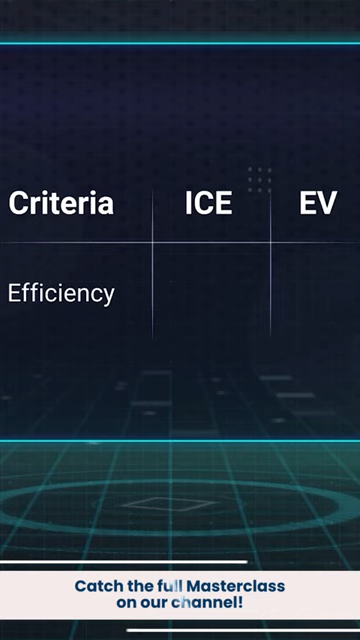 Criteria ICE EV
Efficiency
Catch the full Masterclass
on our channel!